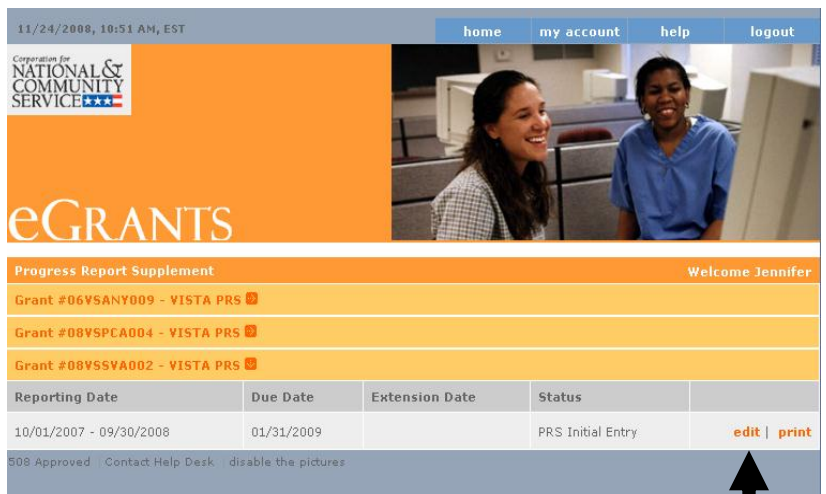 11/24/2008, 10:51 AM, EST
home my account help logout
Corporation for
NATIONAL &
COMMUNITY
SERVICE
eGRANTS
Progress Report Supplement Welcome Jennifer
Grant #06VSANY009 - VISTA PRS
Grant #08VSPCA004 - VISTA PRS
Grant #08VSSVA002 - VISTA PRS
Reporting Date Due Date Extension Date Status
10/01/2007 - 09/30/2008 01/31/2009 PRS Initial Entry edit | print
508 Approved | Contact Help Desk | disable the pictures